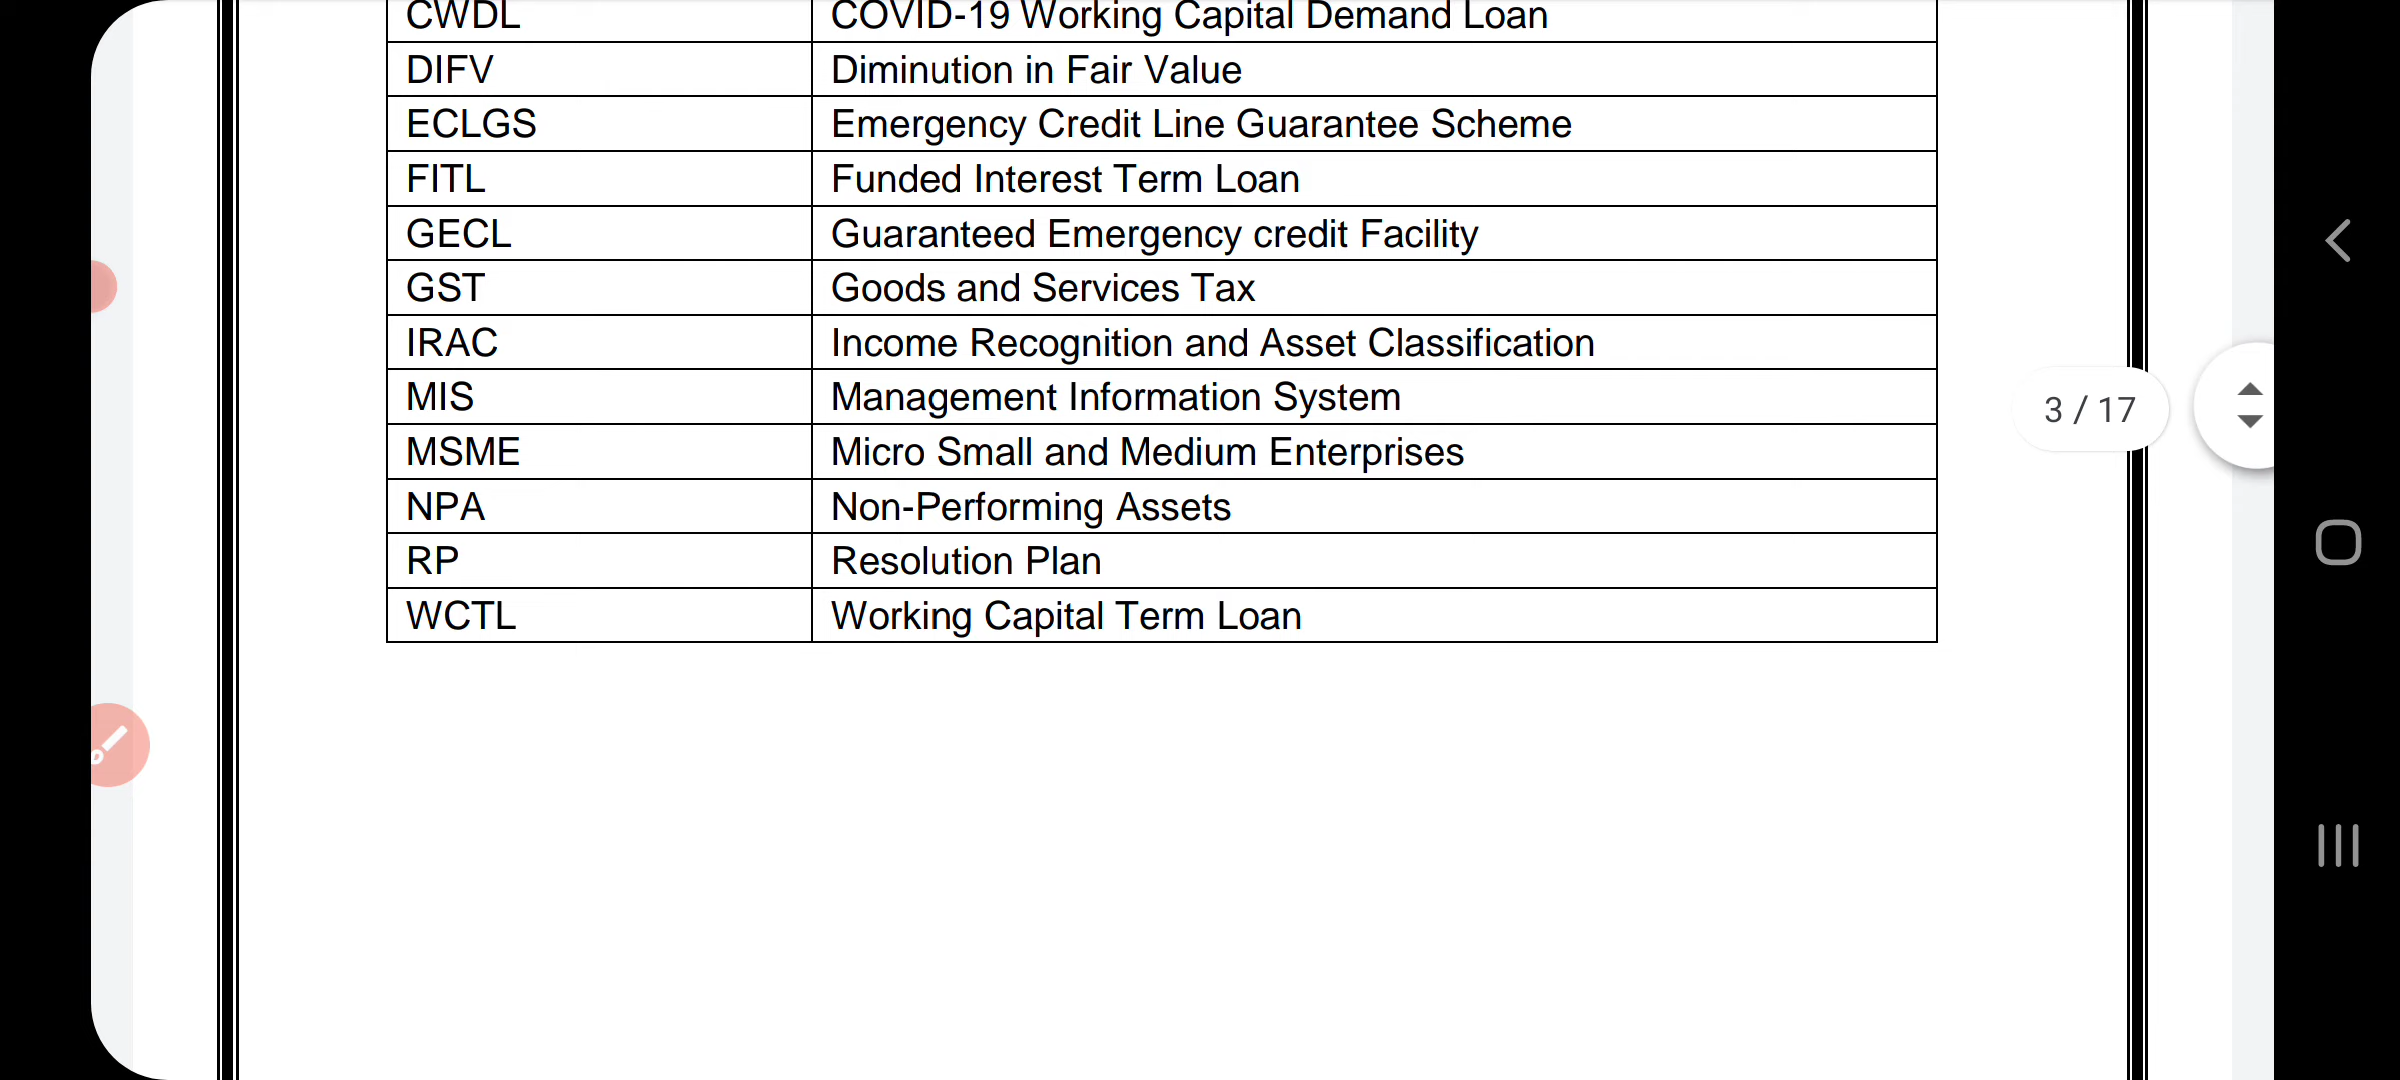 CWDL COVID-19 Working Capital Demand Loan
DIFV Diminution in Fair Value
ECLGS Emergency Credit Line Guarantee Scheme
FITL Funded Interest Term Loan
GECL Guaranteed Emergency credit Facility
GST Goods and Services Tax
IRAC Income Recognition and Asset Classification
MIS Management Information System
MSME Micro Small and Medium Enterprises
NPA Non-Performing Assets
RP Resolution Plan
WCTL Working Capital Term Loan
3 / 17